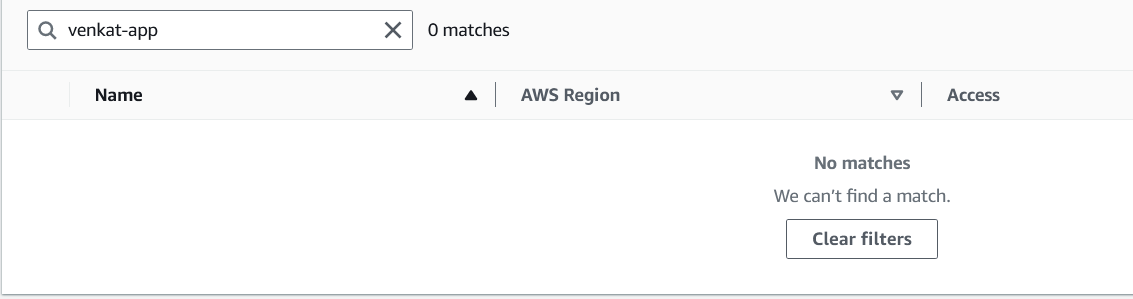 venkat-app
0 matches
Name AWS Region Access
No matches
We can't find a match.
Clear filters